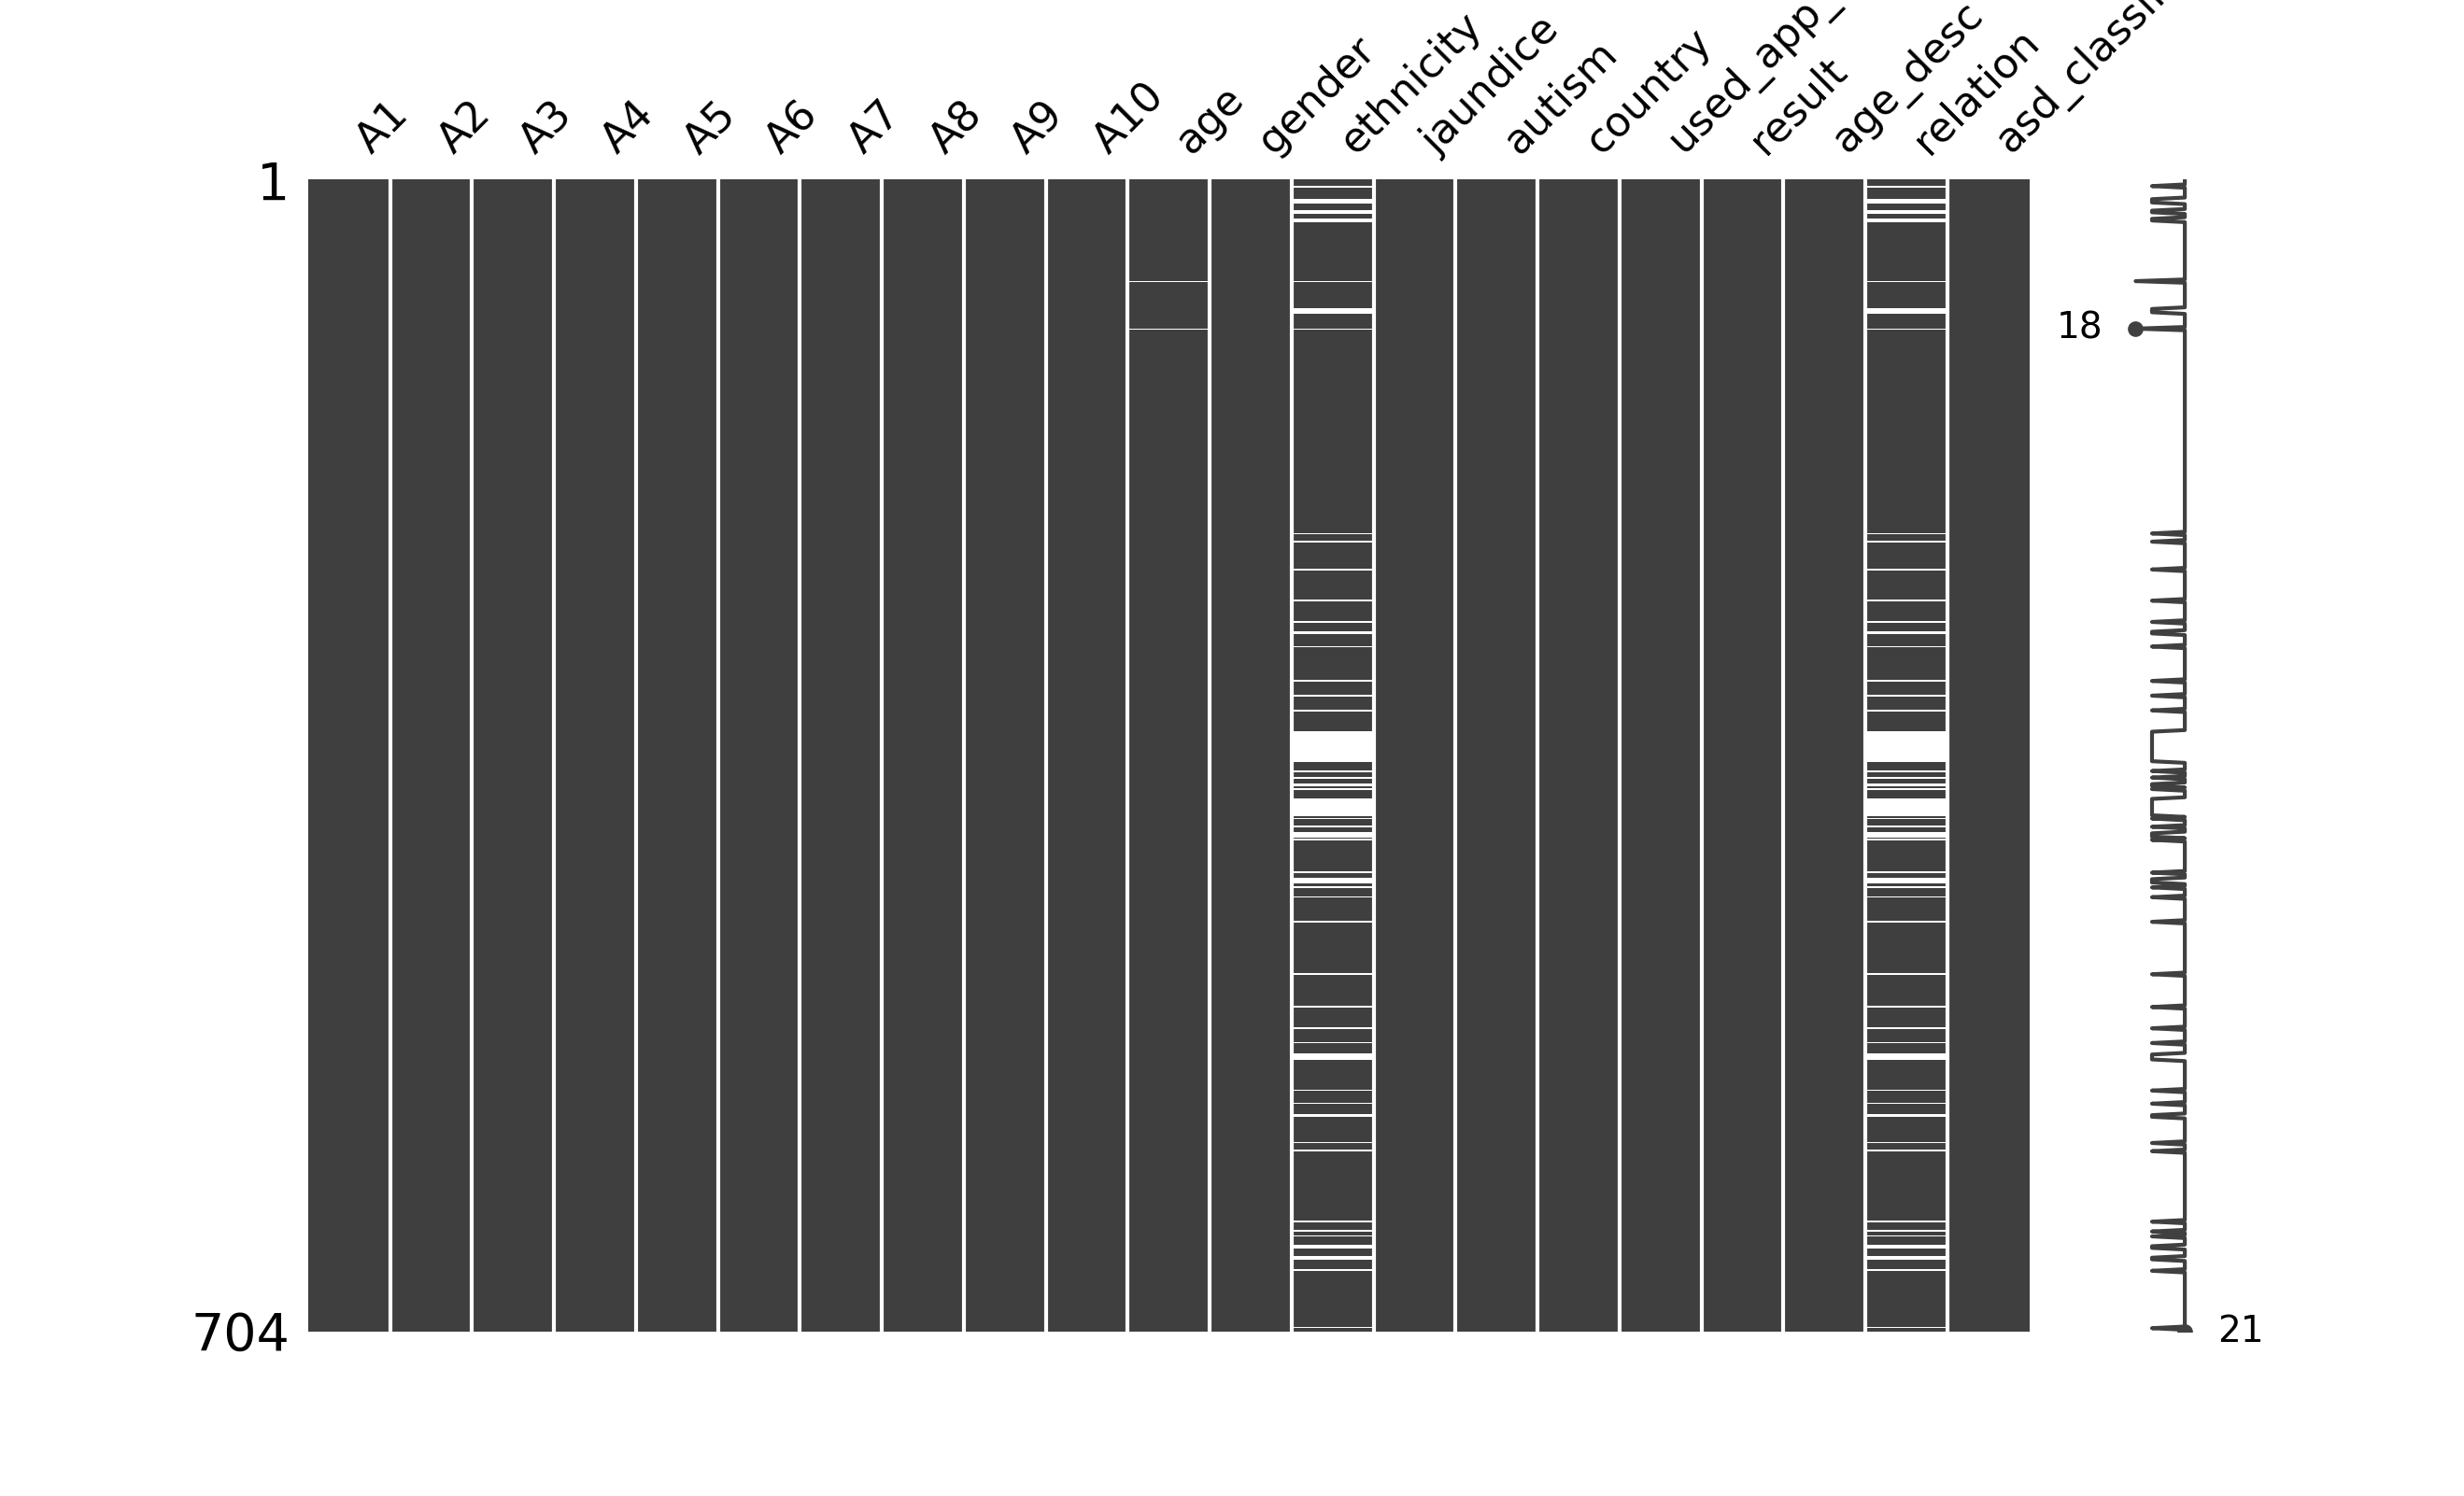 A1
A2
A3
A4
A5
A6
A7
A8
A9
A10
age
gender
ethnicity
jaundice
autism
country
used_app_
result
age_desc
relation
1
18
704
21